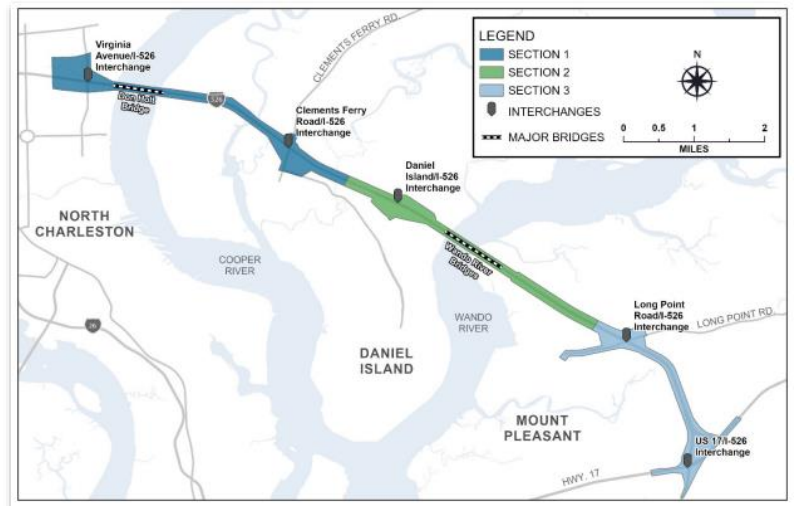 Virginia
Avenue/I-526
Interchange
Don Holt
Bridge
526
CLEMENTS FERRY RD.
Clements Ferry
Road/I-526
Interchange
Daniel
Island/I-526
Interchange
LEGEND
SECTION 1
SECTION 2
SECTION 3
INTERCHANGES
MAJOR BRIDGES
N
0 0.5 1 2
MILES
NORTH
CHARLESTON
COOPER
RIVER
Wando River
Bridges
WANDO
RIVER
26
DANIEL
ISLAND
Long Point
Road/I-526
Interchange
LONG POINT RD.
MOUNT
PLEASANT
US 17/I-526
Interchange
HWY. 17